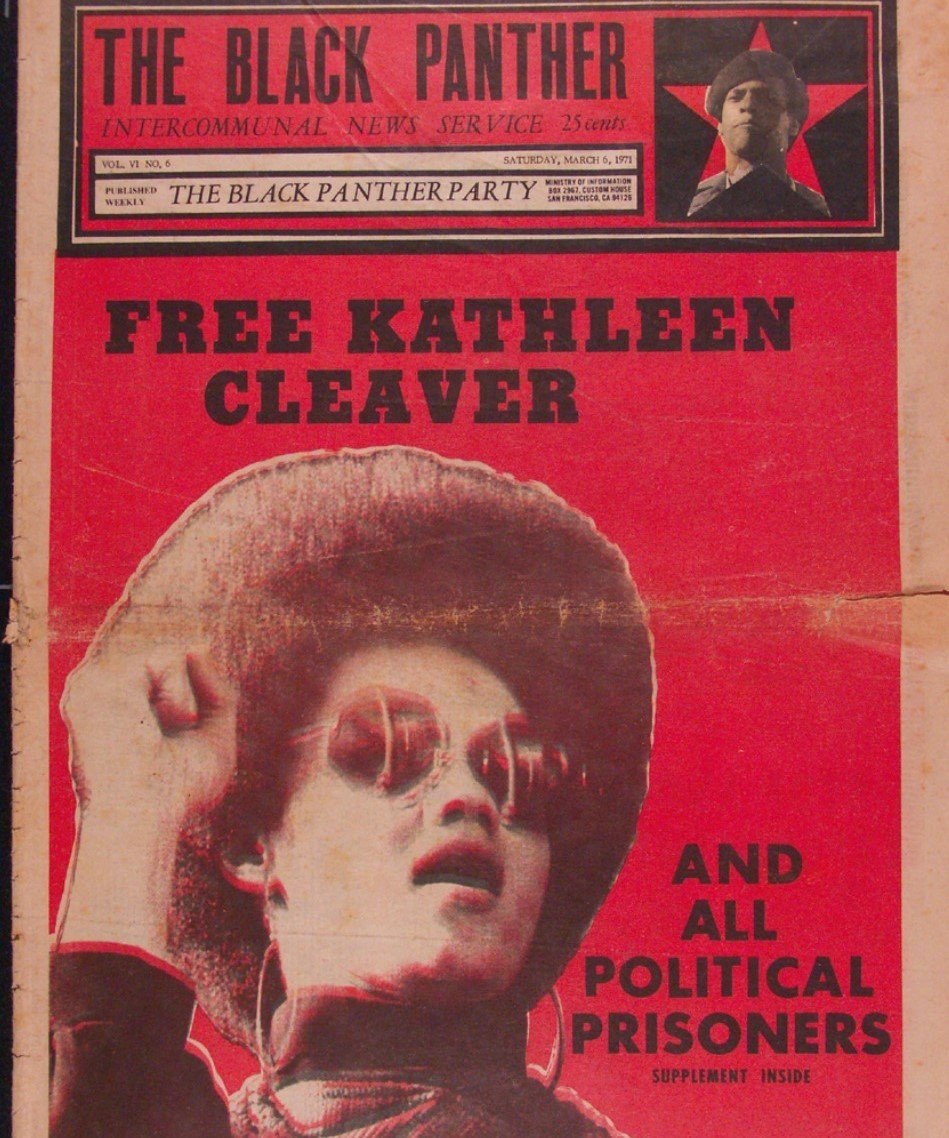 THE BLACK PANTHER
INTERCOMMUNAL NEWS SERVICE 25 cents
VOL. VI NO. 6
SATURDAY, MARCH 6, 1971
PUBLISHED
WEEKLY
THE BLACK PANTHER PARTY
MINISTRY OF INFORMATION
BOX 2967, CUSTOM HOUSE
SAN FRANCISCO, CA 94126
FREE KATHLEEN
CLEAVER
AND
ALL
POLITICAL
PRISONERS
SUPPLEMENT INSIDE